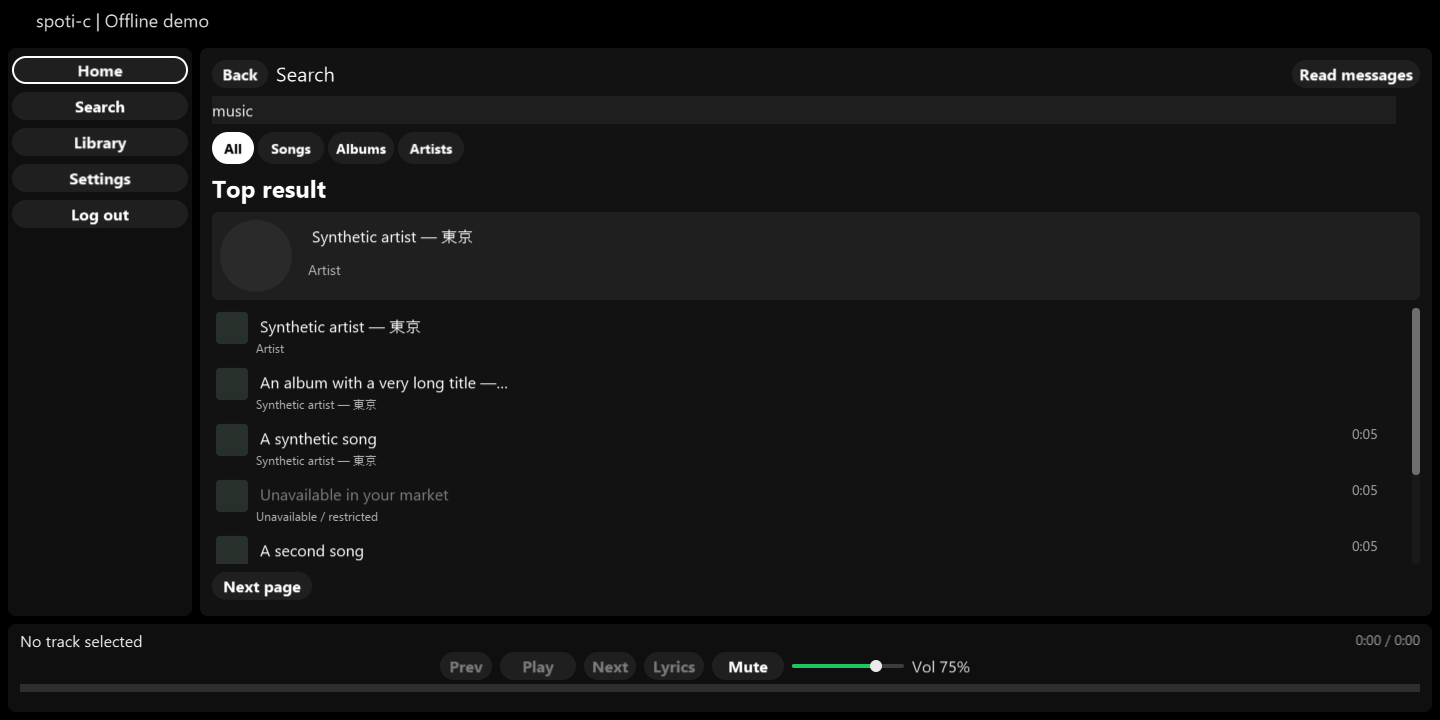 spoti-c | Offline demo
Home
Search
Library
Settings
Log out
Back
Search
Read messages
music
All
Songs
Albums
Artists
Top result
Synthetic artist — 東京
Artist
Synthetic artist — 東京
Artist
An album with a very long title —...
Synthetic artist — 東京
A synthetic song
0:05
Synthetic artist — 東京
Unavailable in your market
0:05
Unavailable / restricted
A second song
0:05
Next page
No track selected
0:00 / 0:00
Prev
Play
Next
Lyrics
Mute
Vol 75%